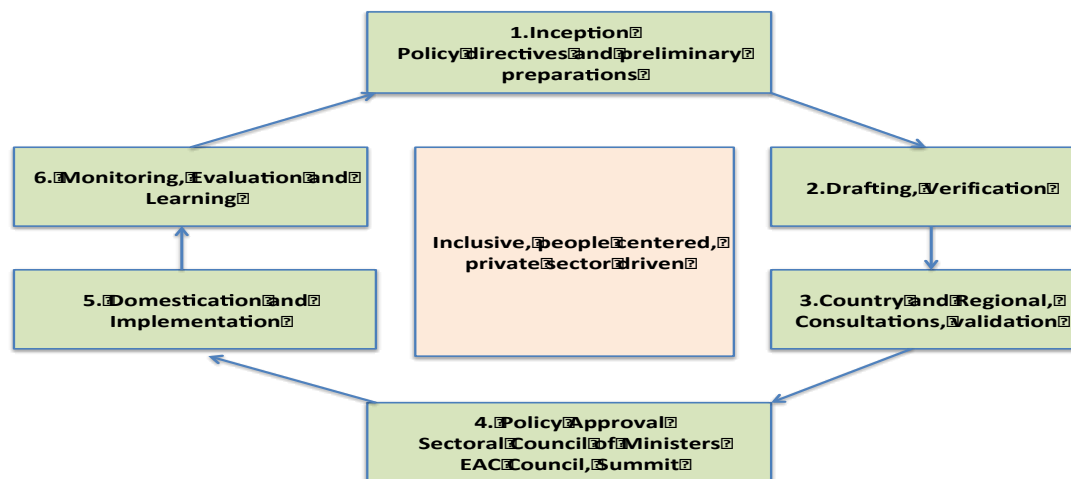 1.Inception
Policy directives and preliminary
preparations
6. Monitoring, Evaluation and
Learning
2.Drafting, Verification
Inclusive, people centered,
private sector driven
5. Domestication and
Implementation
3.Country and Regional,
Consultations, validation
4. Policy Approval
Sectoral Council of Ministers
EAC Council, Summit